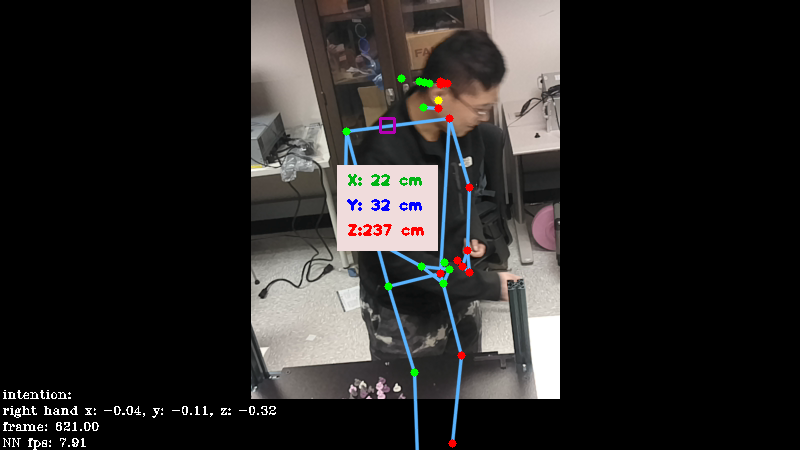 FA
X: 22 cm
Y: 32 cm
Z:237 cm
intention:
right hand x: -0.04, y: -0.11, z: -0.32
frame: 621.00
NN fps: 7.91